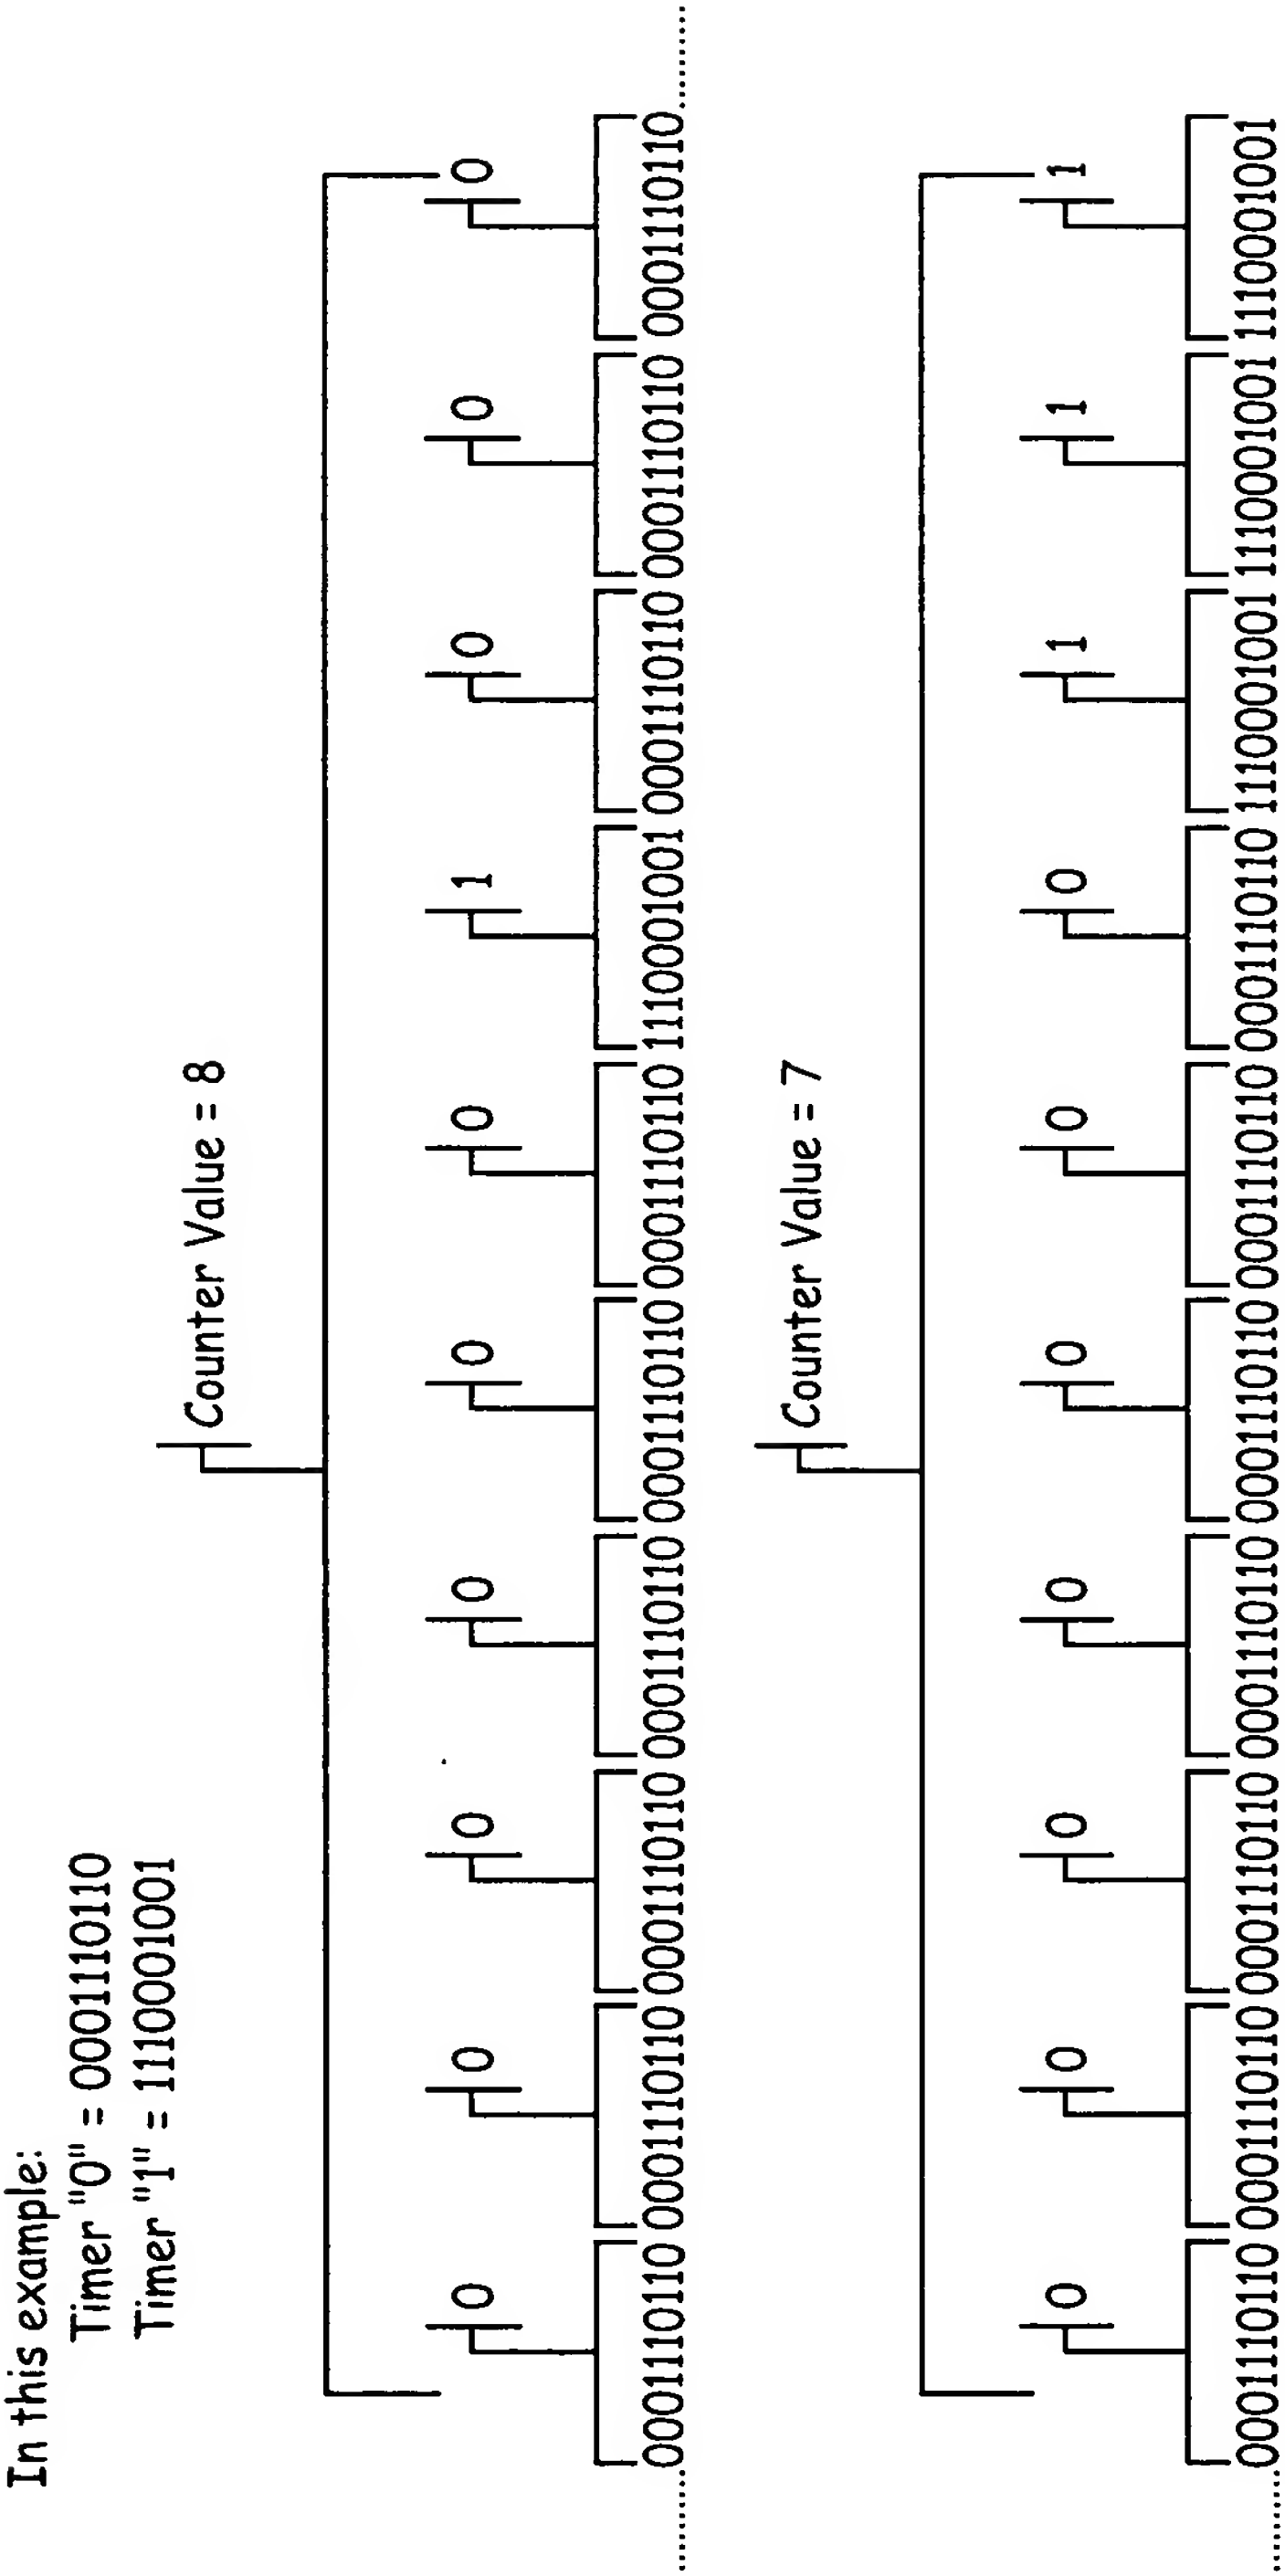 In this example:
Timer "0" = 0001110110
Timer "1" = 1110001001
Counter Value = 8
0 0 0 0 0 0 1 0 0 0
.........0001110110 0001110110 0001110110 0001110110 0001110110 0001110110 1110001001 0001110110 0001110110 0001110110.........
Counter Value = 7
0 0 0 0 0 0 0 1 1 1
.........0001110110 0001110110 0001110110 0001110110 0001110110 0001110110 0001110110 1110001001 1110001001 1110001001